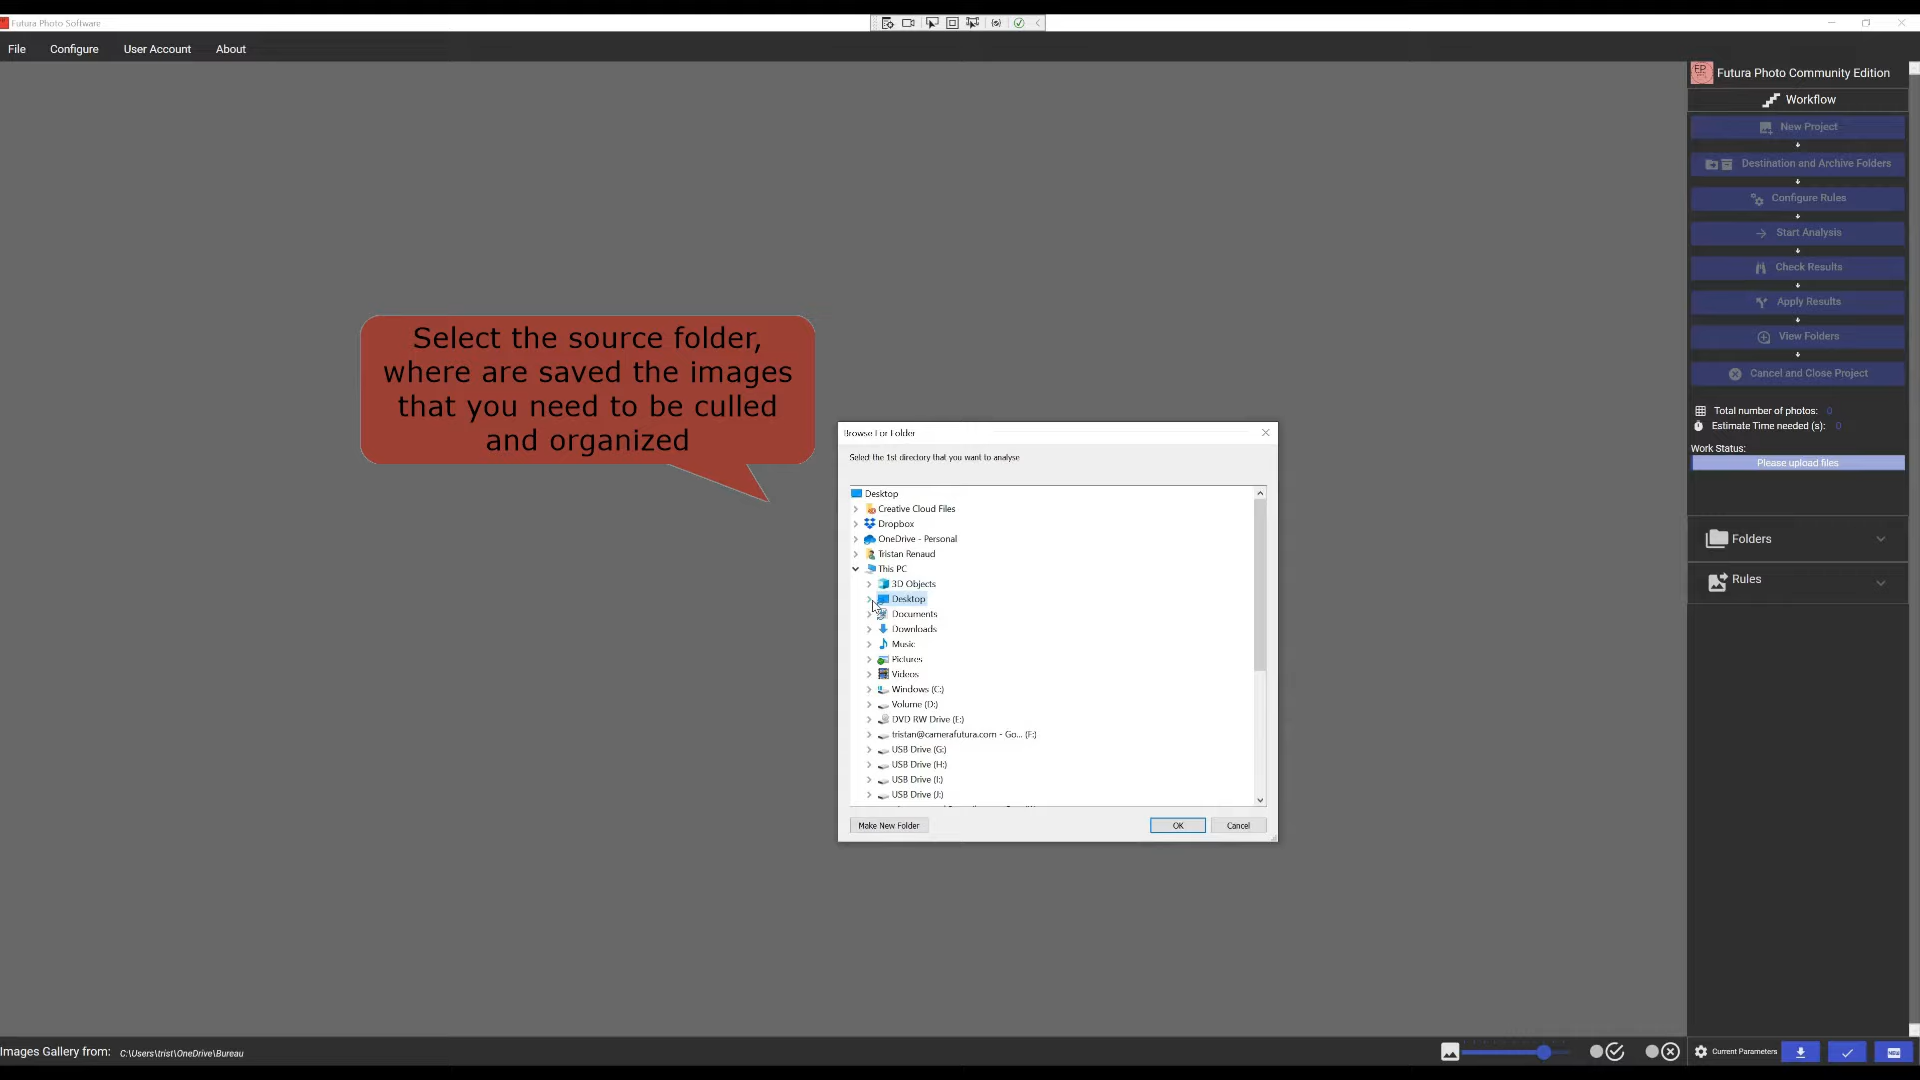 Futura Photo Software
File
Configure
User Account
About
Futura Photo Community Edition
Workflow
New Project
Destination and Archive Folders
Configure Rules
Start Analysis
Check Results
Apply Results
View Folders
Cancel and Close Project
Total number of photos: 0
Estimate Time needed (s): 0
Work Status:
Please upload files
Folders
Rules
Select the source folder,
where are saved the images
that you need to be culled
and organized
Browse For Folder
Select the 1st directory that you want to analyse
Desktop
Creative Cloud Files
Dropbox
OneDrive - Personal
Tristan Renaud
This PC
3D Objects
Desktop
Documents
Downloads
Music
Pictures
Videos
Windows (C:)
Volume (D:)
DVD RW Drive (E:)
tristan@camerafutura.com - Go... (F:)
USB Drive (G:)
USB Drive (H:)
USB Drive (I:)
USB Drive (J:)
Make New Folder
OK
Cancel
Images Gallery from: C:\Users\trist\OneDrive\Bureau
Current Parameters